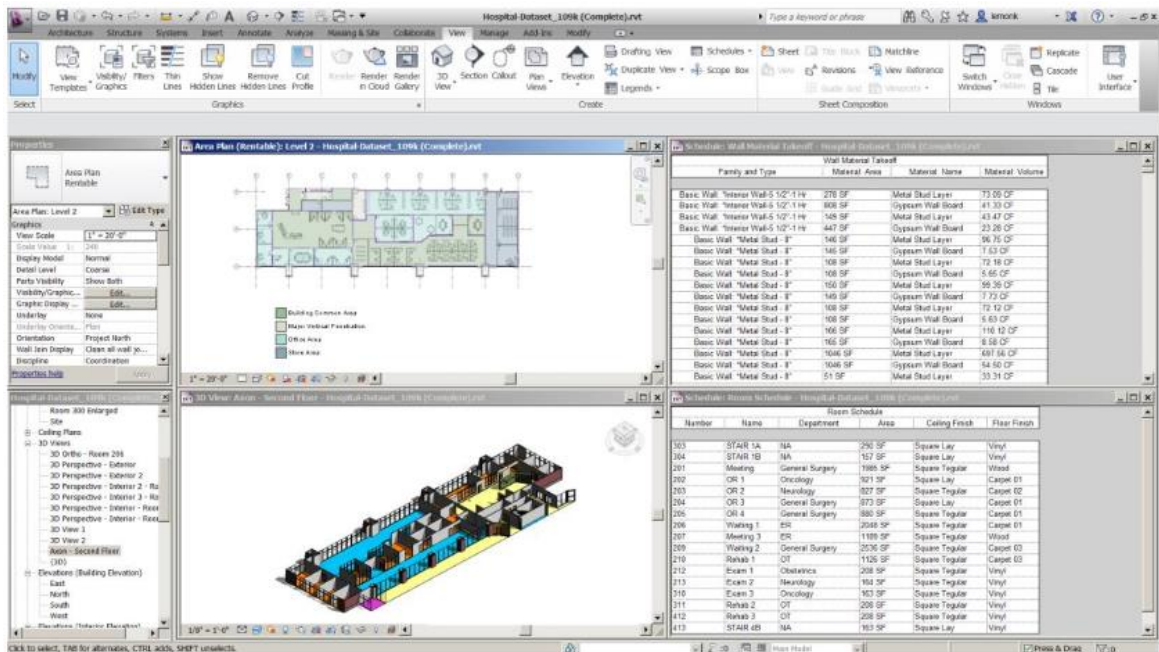 Hospital-Dataset_109k (Complete).rvt
Type a keyword or phrase
kmonk
Architecture Structure Systems Insert Annotate Analyze Massing & Site Collaborate View Manage Add-Ins Modify
Modify
View Templates
Visibility/ Graphics
Filters
Thin Lines
Show Hidden Lines
Remove Hidden Lines
Cut Profile
Render
Render in Cloud
Render Gallery
3D View
Section
Callout
Plan Views
Elevation
Drafting View
Duplicate View
Legends
Schedules
Scope Box
Sheet
View
Title Block
Revisions
Guide Grid
Matchline
View Reference
Viewports
Switch Windows
Close Hidden
Replicate
Cascade
Tile
User Interface
Select
Graphics
Create
Sheet Composition
Windows
Properties
Area Plan
Rentable
Area Plan: Level 2
Edit Type
Graphics
View Scale 1" = 20'-0"
Scale Value 1: 240
Display Model Normal
Detail Level Coarse
Parts Visibility Show Both
Visibility/Graphic... Edit...
Graphic Display ... Edit...
Underlay None
Underlay Oriente... Plan
Orientation Project North
Wall Join Display Clean all wall jo...
Discipline Coordination
Properties help
Apply
Area Plan (Rentable): Level 2 - Hospital-Dataset_109k (Complete).rvt
Building Common Area
Major Vertical Penetration
Office Area
Store Area
1" = 20'-0"
Schedule: Wall Material Takeoff - Hospital-Dataset_109k (Complete).rvt
Wall Material Takeoff
Family and Type Material: Area Material: Name Material: Volume
Basic Wall: "Interior Wall-5 1/2"-1 Hr 278 SF Metal Stud Layer 73.09 CF
Basic Wall: "Interior Wall-5 1/2"-1 Hr 808 SF Gypsum Wall Board 41.33 CF
Basic Wall: "Interior Wall-5 1/2"-1 Hr 149 SF Metal Stud Layer 43.47 CF
Basic Wall: "Interior Wall-5 1/2"-1 Hr 447 SF Gypsum Wall Board 23.28 CF
Basic Wall: "Metal Stud - 8" 146 SF Metal Stud Layer 96.75 CF
Basic Wall: "Metal Stud - 8" 146 SF Gypsum Wall Board 7.53 CF
Basic Wall: "Metal Stud - 8" 108 SF Metal Stud Layer 72.18 CF
Basic Wall: "Metal Stud - 8" 108 SF Gypsum Wall Board 5.65 CF
Basic Wall: "Metal Stud - 8" 150 SF Metal Stud Layer 99.39 CF
Basic Wall: "Metal Stud - 8" 149 SF Gypsum Wall Board 7.73 CF
Basic Wall: "Metal Stud - 8" 108 SF Metal Stud Layer 72.12 CF
Basic Wall: "Metal Stud - 8" 108 SF Gypsum Wall Board 5.63 CF
Basic Wall: "Metal Stud - 8" 166 SF Metal Stud Layer 110.12 CF
Basic Wall: "Metal Stud - 8" 165 SF Gypsum Wall Board 8.58 CF
Basic Wall: "Metal Stud - 8" 1046 SF Metal Stud Layer 697.56 CF
Basic Wall: "Metal Stud - 8" 1046 SF Gypsum Wall Board 54.50 CF
Basic Wall: "Metal Stud - 8" 51 SF Metal Stud Layer 33.31 CF
Hospital-Dataset_109k (Complete)
Room 300 Enlarged
Site
Ceiling Plans
3D Views
3D Ortho - Room 206
3D Perspective - Exterior
3D Perspective - Exterior 2
3D Perspective - Interior 2 - Ro
3D Perspective - Interior 3 - Ro
3D Perspective - Interior - Rece
3D Perspective - Interior - Roo
3D View 1
3D View 2
Axon - Second Floor
{3D}
Elevations (Building Elevation)
East
North
South
West
Elevations (Interior Elevation)
3D View: Axon - Second Floor - Hospital-Dataset_109k (Complete).rvt
1/8" = 1'-0"
Schedule: Room Schedule - Hospital-Dataset_109k (Complete).rvt
Room Schedule
Number Name Department Area Ceiling Finish Floor Finish
303 STAIR 1A NA 290 SF Square Lay Vinyl
304 STAIR 1B NA 157 SF Square Lay Vinyl
201 Meeting General Surgery 1985 SF Square Tegular Wood
202 OR 1 Oncology 921 SF Square Lay Carpet 01
203 OR 2 Neurology 827 SF Square Tegular Carpet 02
204 OR 3 General Surgery 873 SF Square Lay Carpet 01
205 OR 4 General Surgery 880 SF Square Tegular Carpet 01
206 Waiting 1 ER 2048 SF Square Tegular Carpet 01
207 Meeting 3 ER 1109 SF Square Tegular Wood
209 Waiting 2 General Surgery 2536 SF Square Tegular Carpet 03
210 Rehab 1 OT 1126 SF Square Tegular Carpet 03
212 Exam 1 Obstetrics 208 SF Square Tegular Vinyl
213 Exam 2 Neurology 164 SF Square Tegular Vinyl
310 Exam 3 Oncology 163 SF Square Tegular Vinyl
311 Rehab 2 OT 208 SF Square Tegular Vinyl
412 Rehab 3 OT 208 SF Square Tegular Vinyl
413 STAIR 4B NA 163 SF Square Lay Vinyl
Click to select, TAB for alternates, CTRL adds, SHIFT unselects.
Main Model
Press & Drag
:0